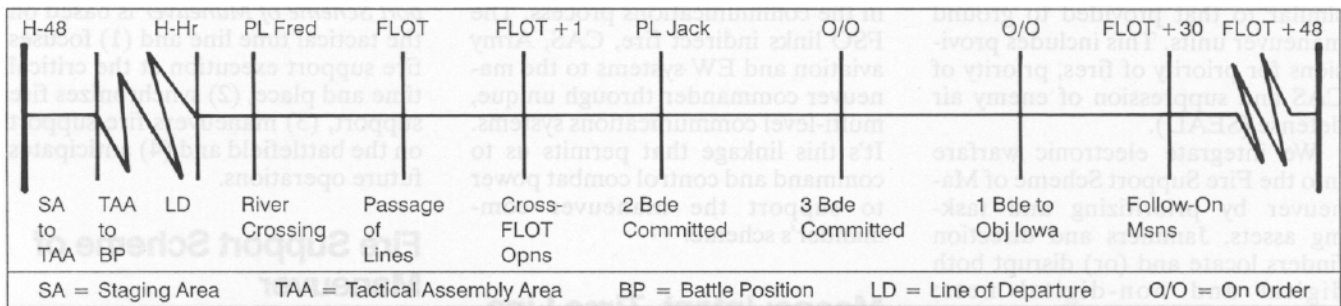 H-48 H-Hr PL Fred FLOT FLOT + 1 PL Jack O/O O/O FLOT +30 FLOT +48
SA TAA LD River Passage Cross- 2 Bde 3 Bde 1 Bde to Follow-On
to to Crossing of FLOT Committed Committed Obj Iowa Msns
TAA BP Lines Opns
SA = Staging Area TAA = Tactical Assembly Area BP = Battle Position LD = Line of Departure O/O = On Order